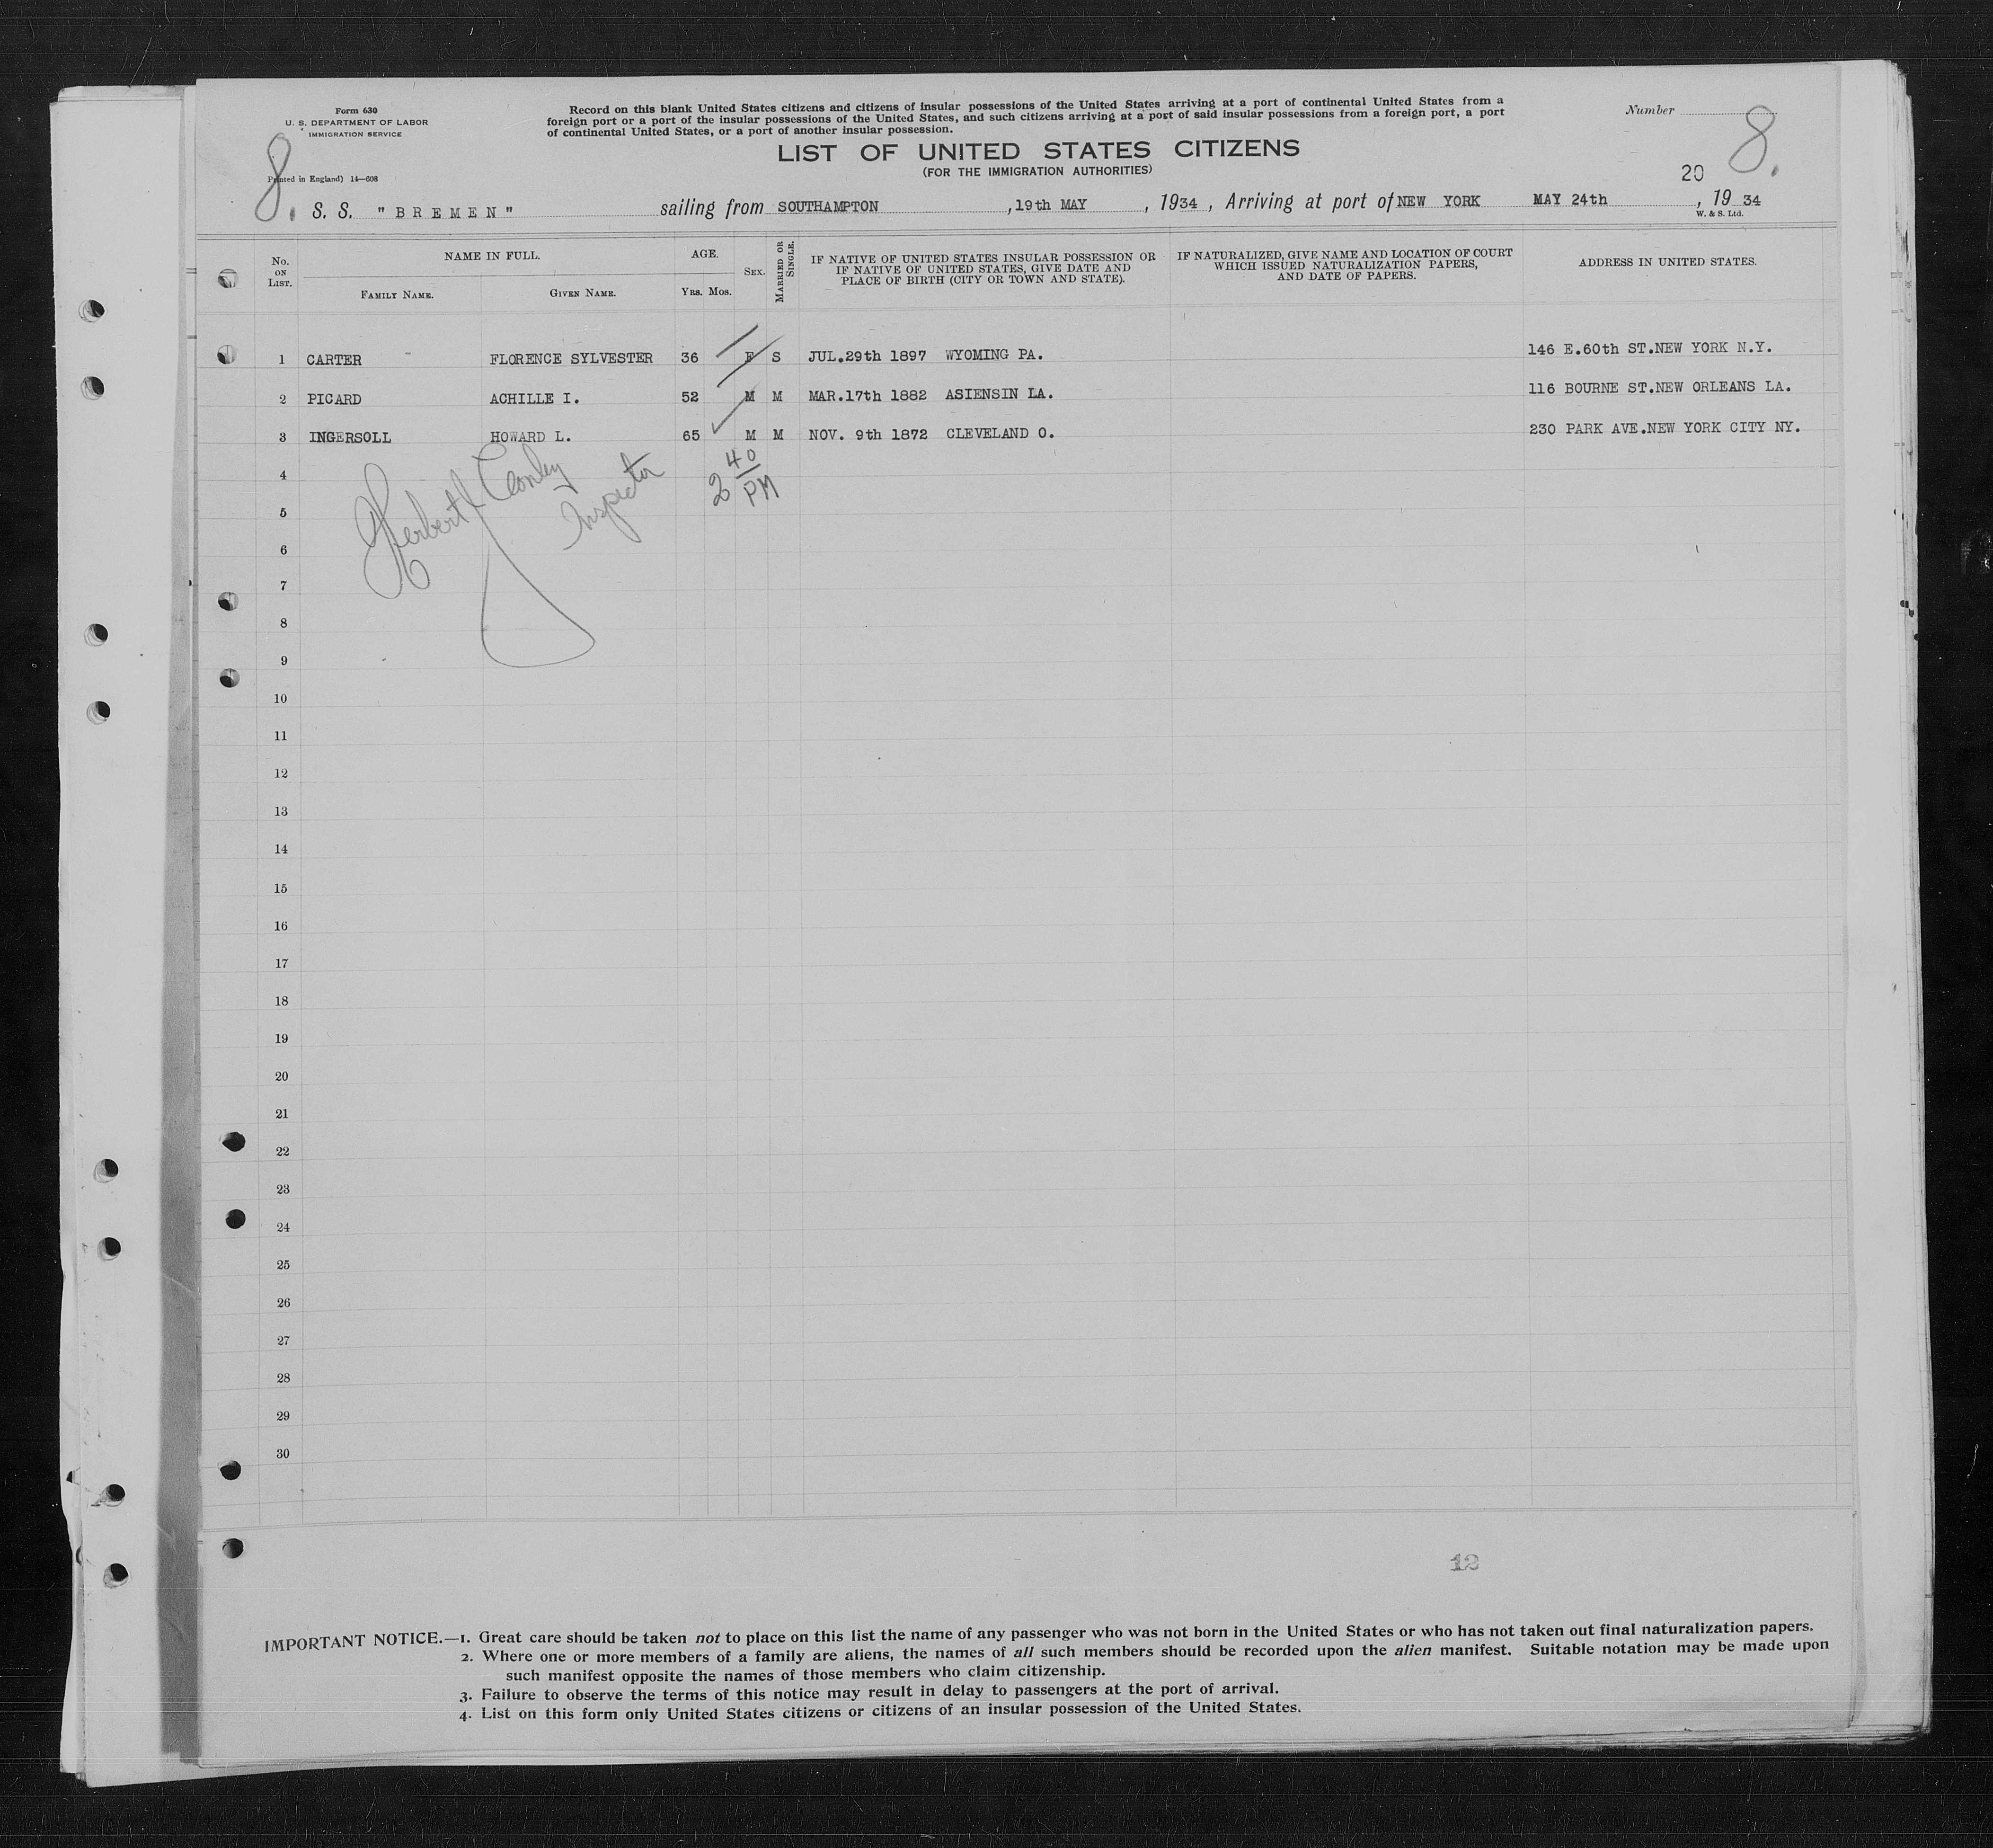 Form 630
U. S. DEPARTMENT OF LABOR
IMMIGRATION SERVICE
Printed in England) 14—608
Record on this blank United States citizens and citizens of insular possessions of the United States arriving at a port of continental United States from a
foreign port or a port of the insular possessions of the United States, and such citizens arriving at a port of said insular possessions from a foreign port, a port
of continental United States, or a port of another insular possession.
Number
8.
8.
LIST OF UNITED STATES CITIZENS
(FOR THE IMMIGRATION AUTHORITIES)
20
S. S. "BREMEN" sailing from SOUTHAMPTON, 19th MAY, 1934, Arriving at port of NEW YORK MAY 24th, 19 34
W. & S. Ltd.
No. ON LIST. NAME IN FULL. FAMILY NAME. GIVEN NAME. AGE. YRS. MOS. SEX. MARRIED OR SINGLE. IF NATIVE OF UNITED STATES INSULAR POSSESSION OR IF NATIVE OF UNITED STATES, GIVE DATE AND PLACE OF BIRTH (CITY OR TOWN AND STATE). IF NATURALIZED, GIVE NAME AND LOCATION OF COURT WHICH ISSUED NATURALIZATION PAPERS, AND DATE OF PAPERS. ADDRESS IN UNITED STATES.
1 CARTER FLORENCE SYLVESTER 36 F S JUL.29th 1897 WYOMING PA. 146 E.60th ST.NEW YORK N.Y.
2 PICARD ACHILLE I. 52 M M MAR.17th 1882 ASIENSIN LA. 116 BOURNE ST.NEW ORLEANS LA.
3 INGERSOLL HOWARD L. 65 M M NOV. 9th 1872 CLEVELAND O. 230 PARK AVE.NEW YORK CITY NY.
4
Herbert Conley
Inspector
2 40 PM
5
6
7
8
9
10
11
12
13
14
15
16
17
18
19
20
21
22
23
24
25
26
27
28
29
30
12
IMPORTANT NOTICE.—1. Great care should be taken not to place on this list the name of any passenger who was not born in the United States or who has not taken out final naturalization papers.
2. Where one or more members of a family are aliens, the names of all such members should be recorded upon the alien manifest. Suitable notation may be made upon
such manifest opposite the names of those members who claim citizenship.
3. Failure to observe the terms of this notice may result in delay to passengers at the port of arrival.
4. List on this form only United States citizens or citizens of an insular possession of the United States.